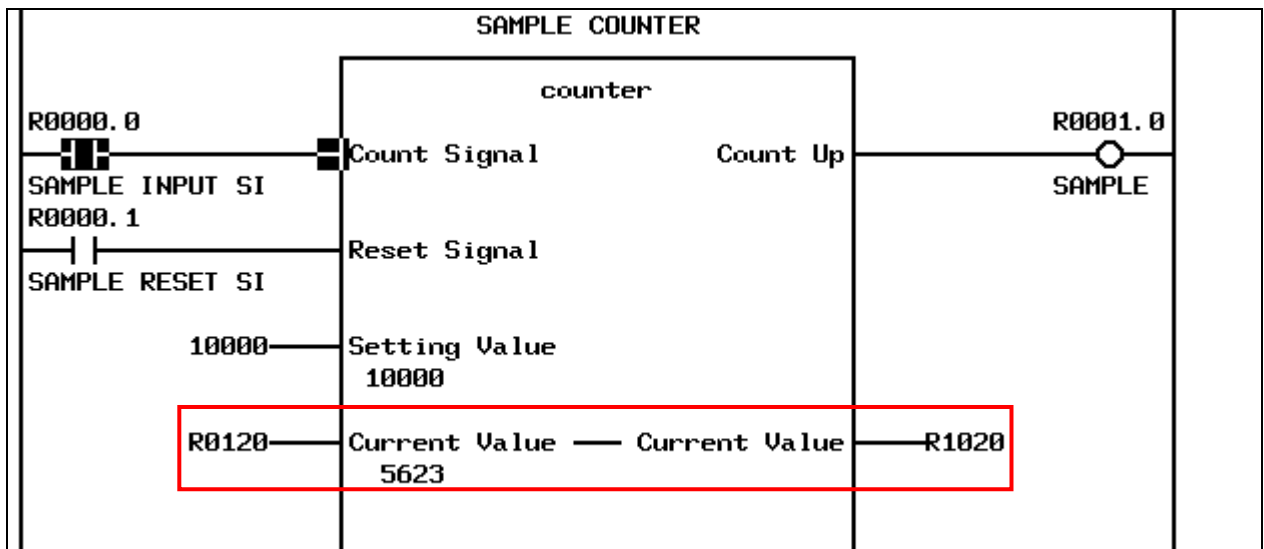 SAMPLE COUNTER
counter
R0000.0
R0001.0
Count Signal Count Up
SAMPLE INPUT SI
SAMPLE
R0000.1
Reset Signal
SAMPLE RESET SI
10000 Setting Value
10000
R0120 Current Value Current Value R1020
5623